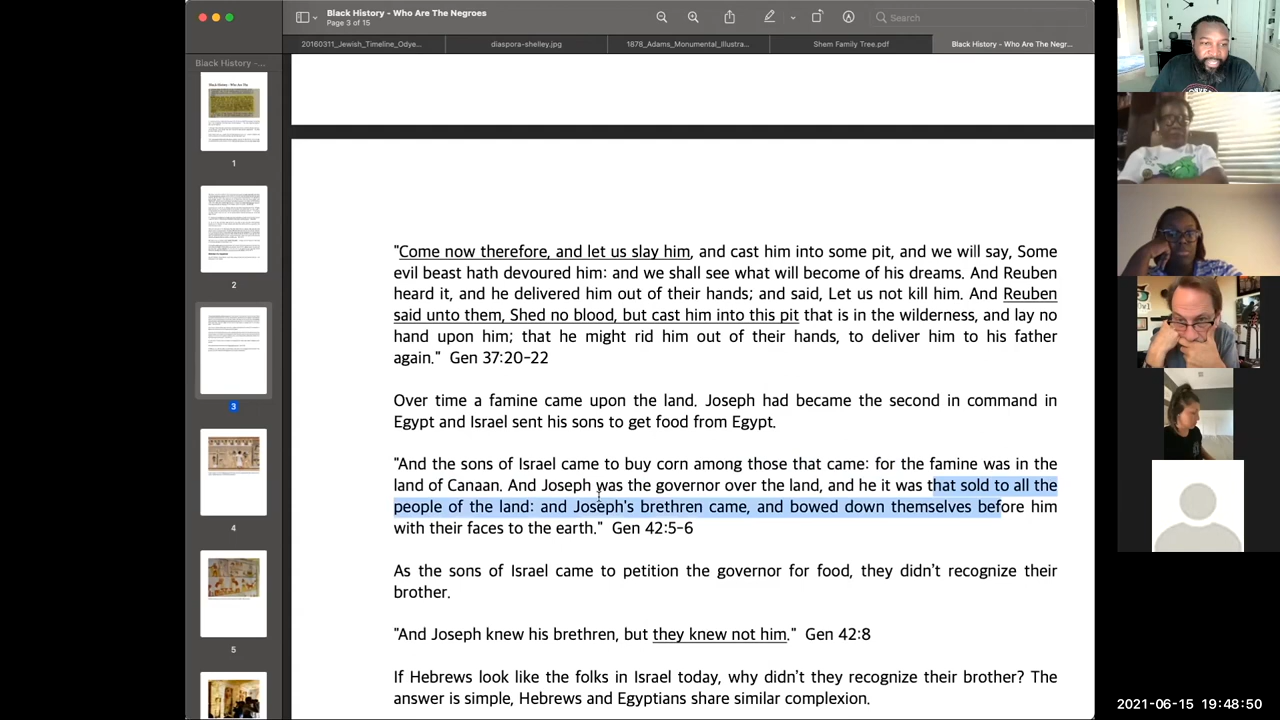 Black History - Who Are The Negroes
Page 3 of 15
Search
20160311_Jewish_Timeline_Odye...
diaspora-shelley.jpg
1878_Adams_Monumental_Illustra...
Shem Family Tree.pdf
Black History - Who Are The Negr...
Black History -...
1
2
3
4
5
"Come now therefore, and let us slay him, and cast him into some pit, and we will say, Some
evil beast hath devoured him: and we shall see what will become of his dreams. And Reuben
heard it, and he delivered him out of their hands; and said, Let us not kill him. And Reuben
said unto them, Shed no blood, but cast him into this pit that is in the wilderness, and lay no
hand upon him; that he might rid him out of their hands, to deliver him to his father
again." Gen 37:20-22
Over time a famine came upon the land. Joseph had became the second in command in
Egypt and Israel sent his sons to get food from Egypt.
"And the sons of Israel came to buy corn among those that came: for the famine was in the
land of Canaan. And Joseph was the governor over the land, and he it was that sold to all the
people of the land: and Joseph's brethren came, and bowed down themselves before him
with their faces to the earth." Gen 42:5-6
As the sons of Israel came to petition the governor for food, they didn't recognize their
brother.
"And Joseph knew his brethren, but they knew not him." Gen 42:8
If Hebrews look like the folks in Israel today, why didn't they recognize their brother? The
answer is simple, Hebrews and Egyptians share similar complexion.
2021-06-15 19:48:50